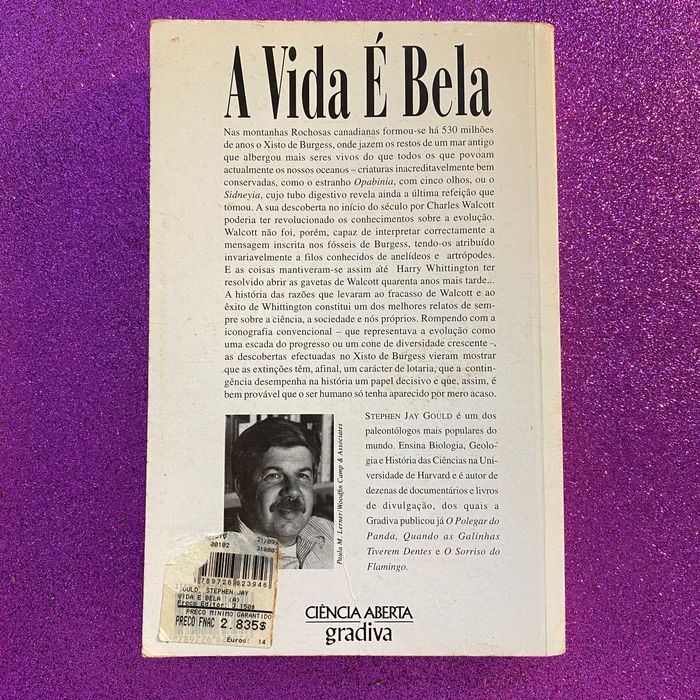 A Vida É Bela
Nas montanhas Rochosas canadianas formou-se há 530 milhões
de anos o Xisto de Burgess, onde jazem os restos de um mar antigo
que albergou mais seres vivos do que todos os que povoam
actualmente os nossos oceanos – criaturas inacreditavelmente bem
conservadas, como o estranho Opabinia, com cinco olhos, ou o
Sidneyia, cujo tubo digestivo revela ainda a última refeição que
tomou. A sua descoberta no início do século por Charles Walcott
poderia ter revolucionado os conhecimentos sobre a evolução.
Walcott não foi, porém, capaz de interpretar correctamente a
mensagem inscrita nos fósseis de Burgess, tendo-os atribuído
invariavelmente a filos conhecidos de anelídeos e artrópodes.
E as coisas mantiveram-se assim até Harry Whittington ter
resolvido abrir as gavetas de Walcott quarenta anos mais tarde...
A história das razões que levaram ao fracasso de Walcott e ao
êxito de Whittington constitui um dos melhores relatos de sem-
pre sobre a ciência, a sociedade e nós próprios. Rompendo com a
iconografia convencional – que representava a evolução como
uma escada do progresso ou um cone de diversidade crescente –,
as descobertas efectuadas no Xisto de Burgess vieram mostrar
que as extinções têm, afinal, um carácter de lotaria, que a contin-
gência desempenha na história um papel decisivo e que, assim, é
bem provável que o ser humano só tenha aparecido por mero acaso.
STEPHEN JAY GOULD é um dos
paleontólogos mais populares do
mundo. Ensina Biologia, Geolo-
gia e História das Ciências na Uni-
versidade de Harvard e é autor de
dezenas de documentários e livros
de divulgação, dos quais a
Gradiva publicou já O Polegar do
Panda, Quando as Galinhas
Tiverem Dentes e O Sorriso do
Flamingo.
Paula M. Lerner/Woodfin Camp & Associates
00102
789726 623946
GOULD, STEPHEN JAY
VIDA E BELA (A)
Preco Editor: 3.150$
PRECO MINIMO GARANTIDO
PRECO FNAC 2.835$
Euros: 14
CIÊNCIA ABERTA
gradiva